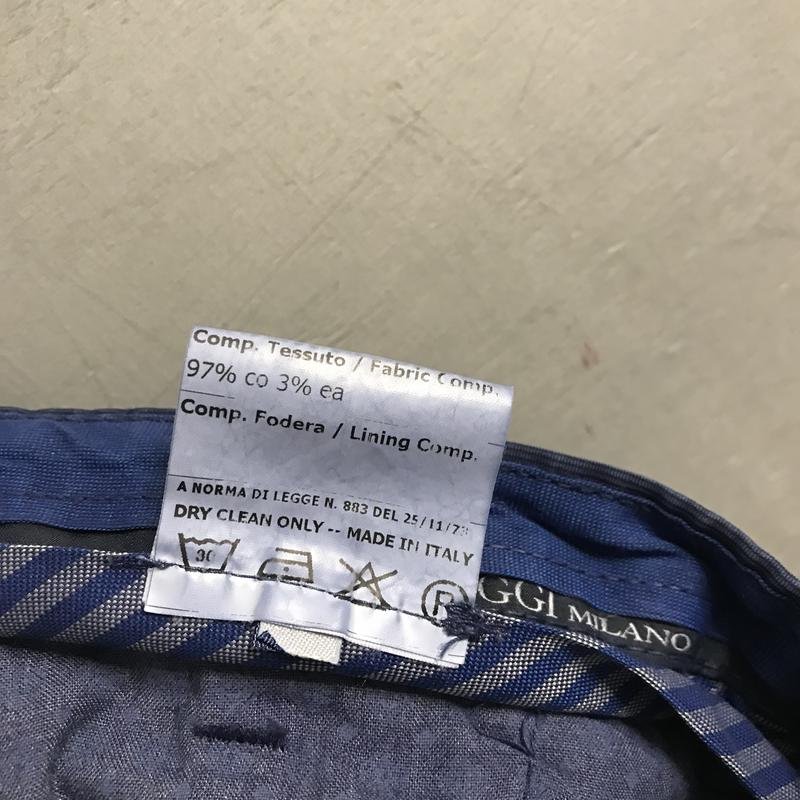 Comp. Tessuto / Fabric Comp.
97% co 3% ea
Comp. Fodera / Lining Comp.
A NORMA DI LEGGE N. 883 DEL 25/11/73
DRY CLEAN ONLY -- MADE IN ITALY
30
R
GGI MILANO